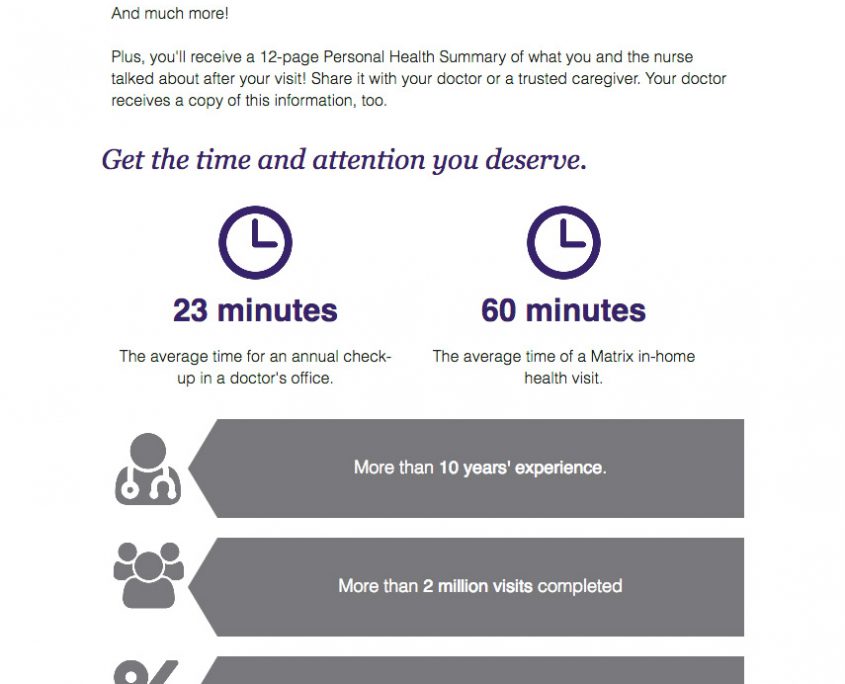 And much more!
Plus, you'll receive a 12-page Personal Health Summary of what you and the nurse
talked about after your visit! Share it with your doctor or a trusted caregiver. Your doctor
receives a copy of this information, too.
Get the time and attention you deserve.
23 minutes
The average time for an annual check-
up in a doctor's office.
60 minutes
The average time of a Matrix in-home
health visit.
More than 10 years' experience.
More than 2 million visits completed
%